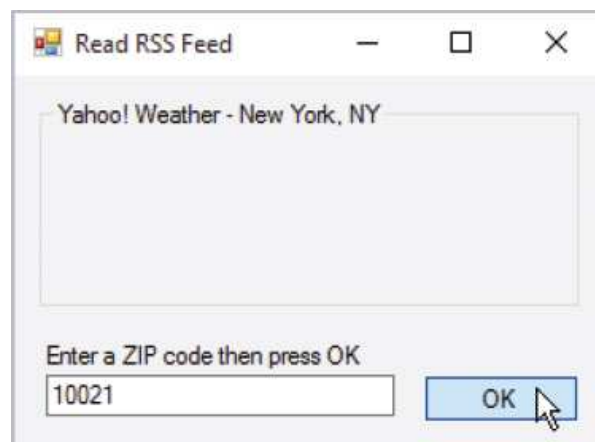 Read RSS Feed
Yahoo! Weather - New York, NY
Enter a ZIP code then press OK
10021
OK